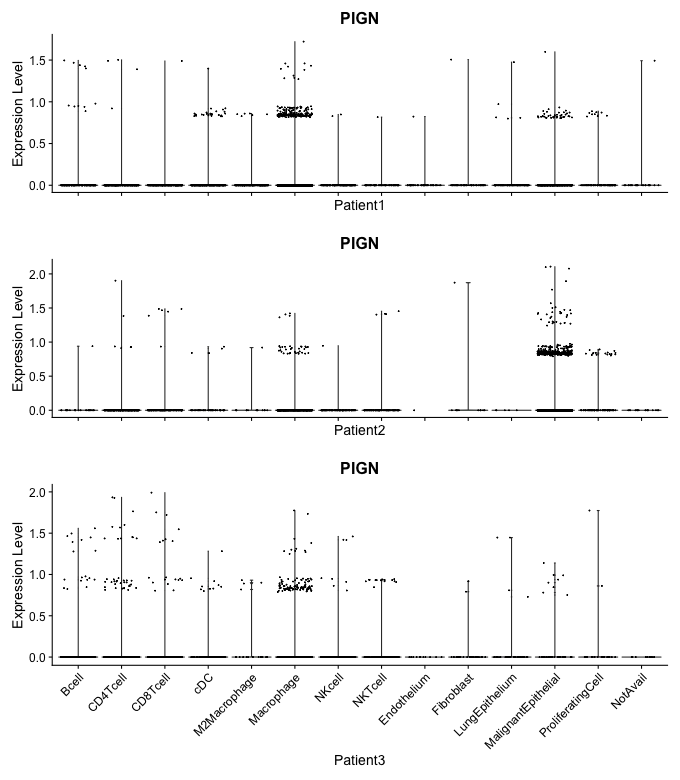 PIGN
Expression Level
1.5
1.0
0.5
0.0
Patient1
PIGN
Expression Level
2.0
1.5
1.0
0.5
0.0
Patient2
PIGN
Expression Level
2.0
1.5
1.0
0.5
0.0
Bcell
CD4Tcell
CD8Tcell
cDC
M2Macrophage
Macrophage
NKcell
NKTcell
Endothelium
Fibroblast
LungEpithelium
MalignantEpithelial
ProliferatingCell
NotAvail
Patient3